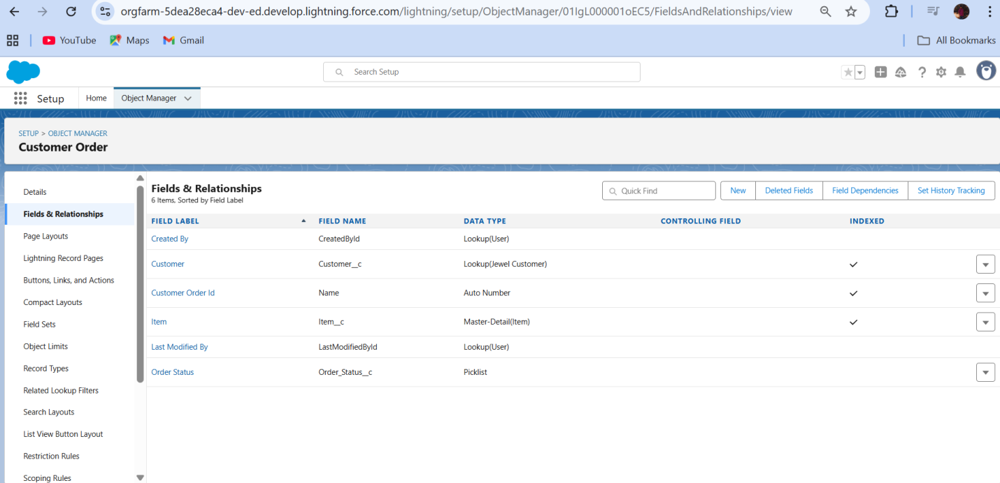 orgfarm-5dea28eca4-dev-ed.develop.lightning.force.com/lightning/setup/ObjectManager/01IgL000001oEC5/FieldsAndRelationships/view
YouTube Maps Gmail All Bookmarks
Search Setup
Setup Home Object Manager
SETUP > OBJECT MANAGER
Customer Order
Details
Fields & Relationships
Page Layouts
Lightning Record Pages
Buttons, Links, and Actions
Compact Layouts
Field Sets
Object Limits
Record Types
Related Lookup Filters
Search Layouts
List View Button Layout
Restriction Rules
Scoping Rules
Fields & Relationships
6 Items, Sorted by Field Label
Quick Find New Deleted Fields Field Dependencies Set History Tracking
FIELD LABEL FIELD NAME DATA TYPE CONTROLLING FIELD INDEXED
Created By CreatedById Lookup(User)
Customer Customer__c Lookup(Jewel Customer)
Customer Order Id Name Auto Number
Item Item__c Master-Detail(Item)
Last Modified By LastModifiedById Lookup(User)
Order Status Order_Status__c Picklist